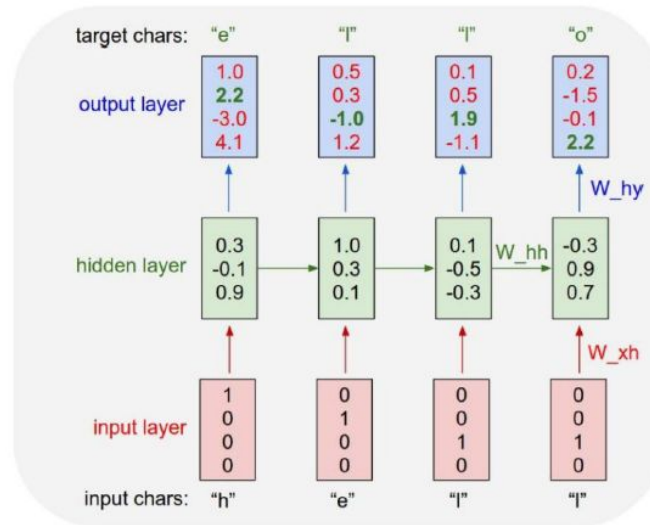 target chars: “e” “l” “l” “o”
output layer
1.0 0.5 0.1 0.2
2.2 0.3 0.5 -1.5
-3.0 -1.0 1.9 -0.1
4.1 1.2 -1.1 2.2
W_hy
hidden layer
0.3 1.0 0.1 -0.3
-0.1 0.3 -0.5 0.9
0.9 0.1 -0.3 0.7
W_hh
W_xh
input layer
1 0 0 0
0 1 0 0
0 0 1 1
0 0 0 0
input chars: “h” “e” “l” “l”